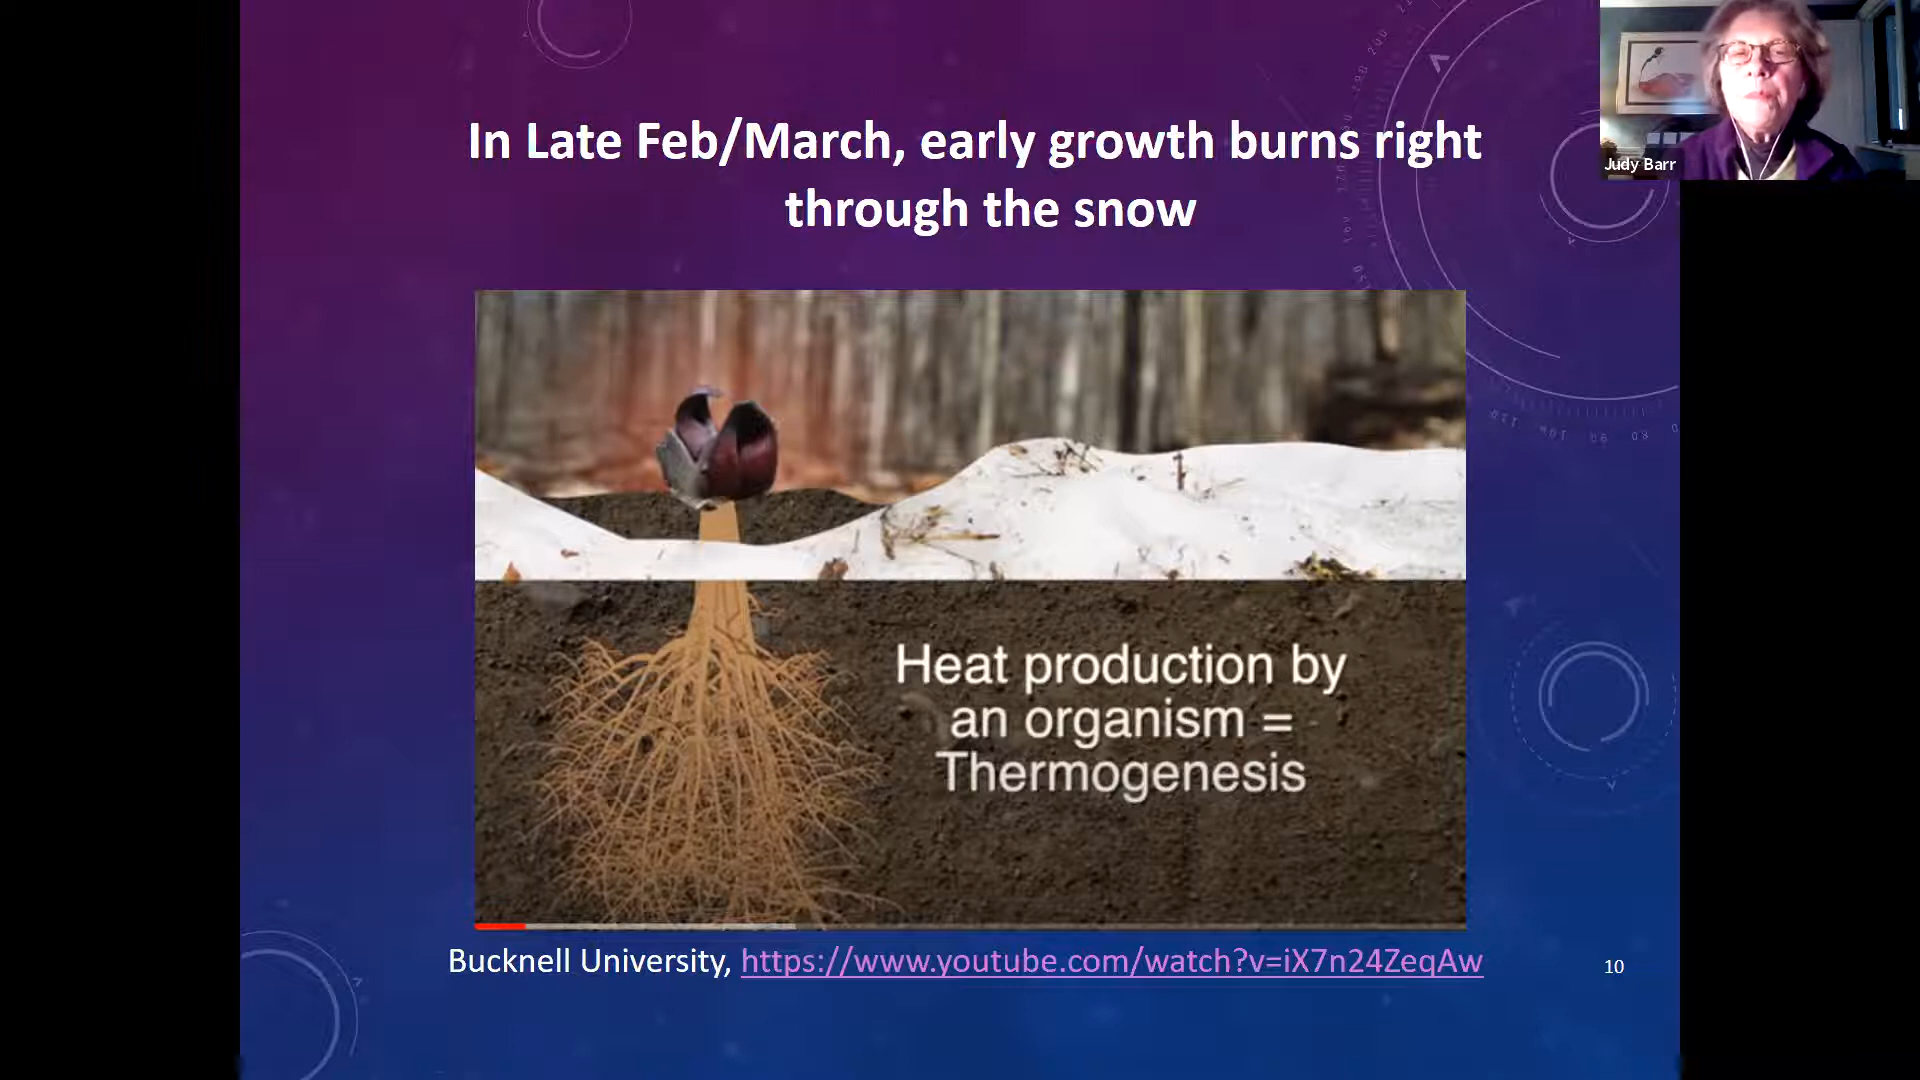 In Late Feb/March, early growth burns right
through the snow
Judy Barr
Heat production by
an organism =
Thermogenesis
Bucknell University, https://www.youtube.com/watch?v=iX7n24ZeqAw
10